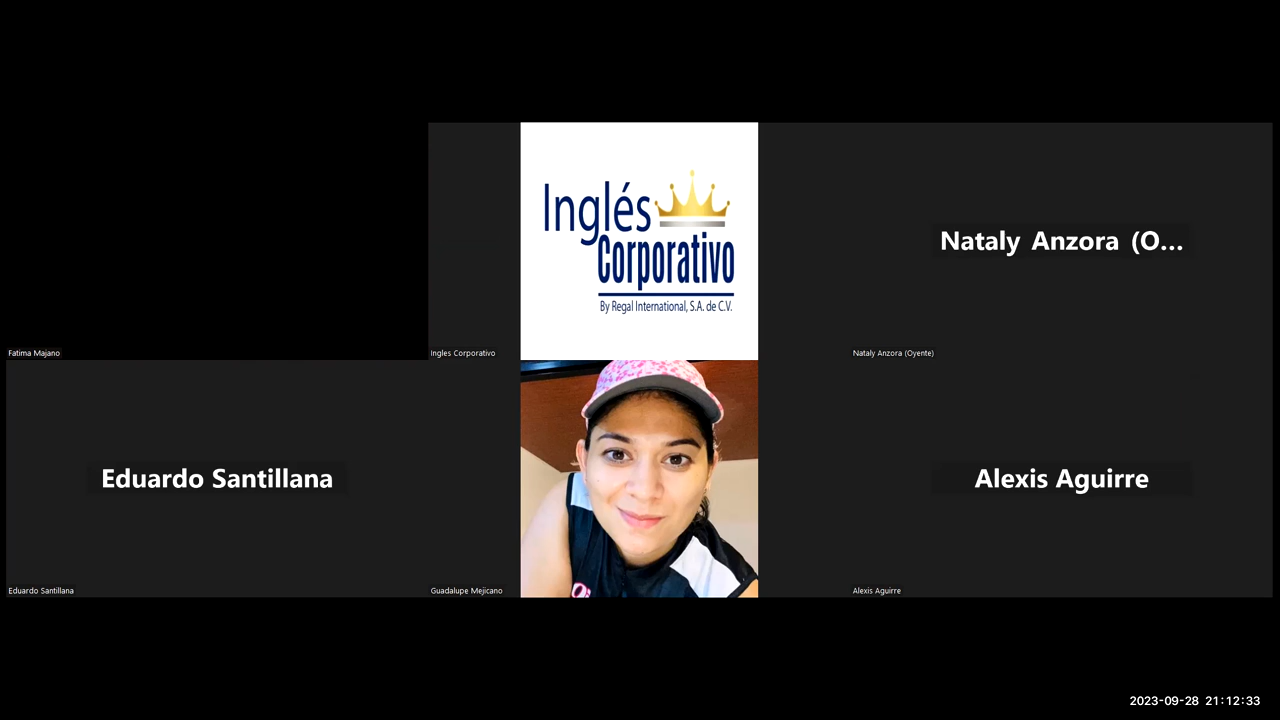 Inglés
Corporativo
By Regal International, S.A. de C.V.
Nataly Anzora (O...
Fatima Majano
Ingles Corporativo
Nataly Anzora (Oyente)
Eduardo Santillana
Alexis Aguirre
Eduardo Santillana
Guadalupe Mejicano
Alexis Aguirre
2023-09-28 21:12:33